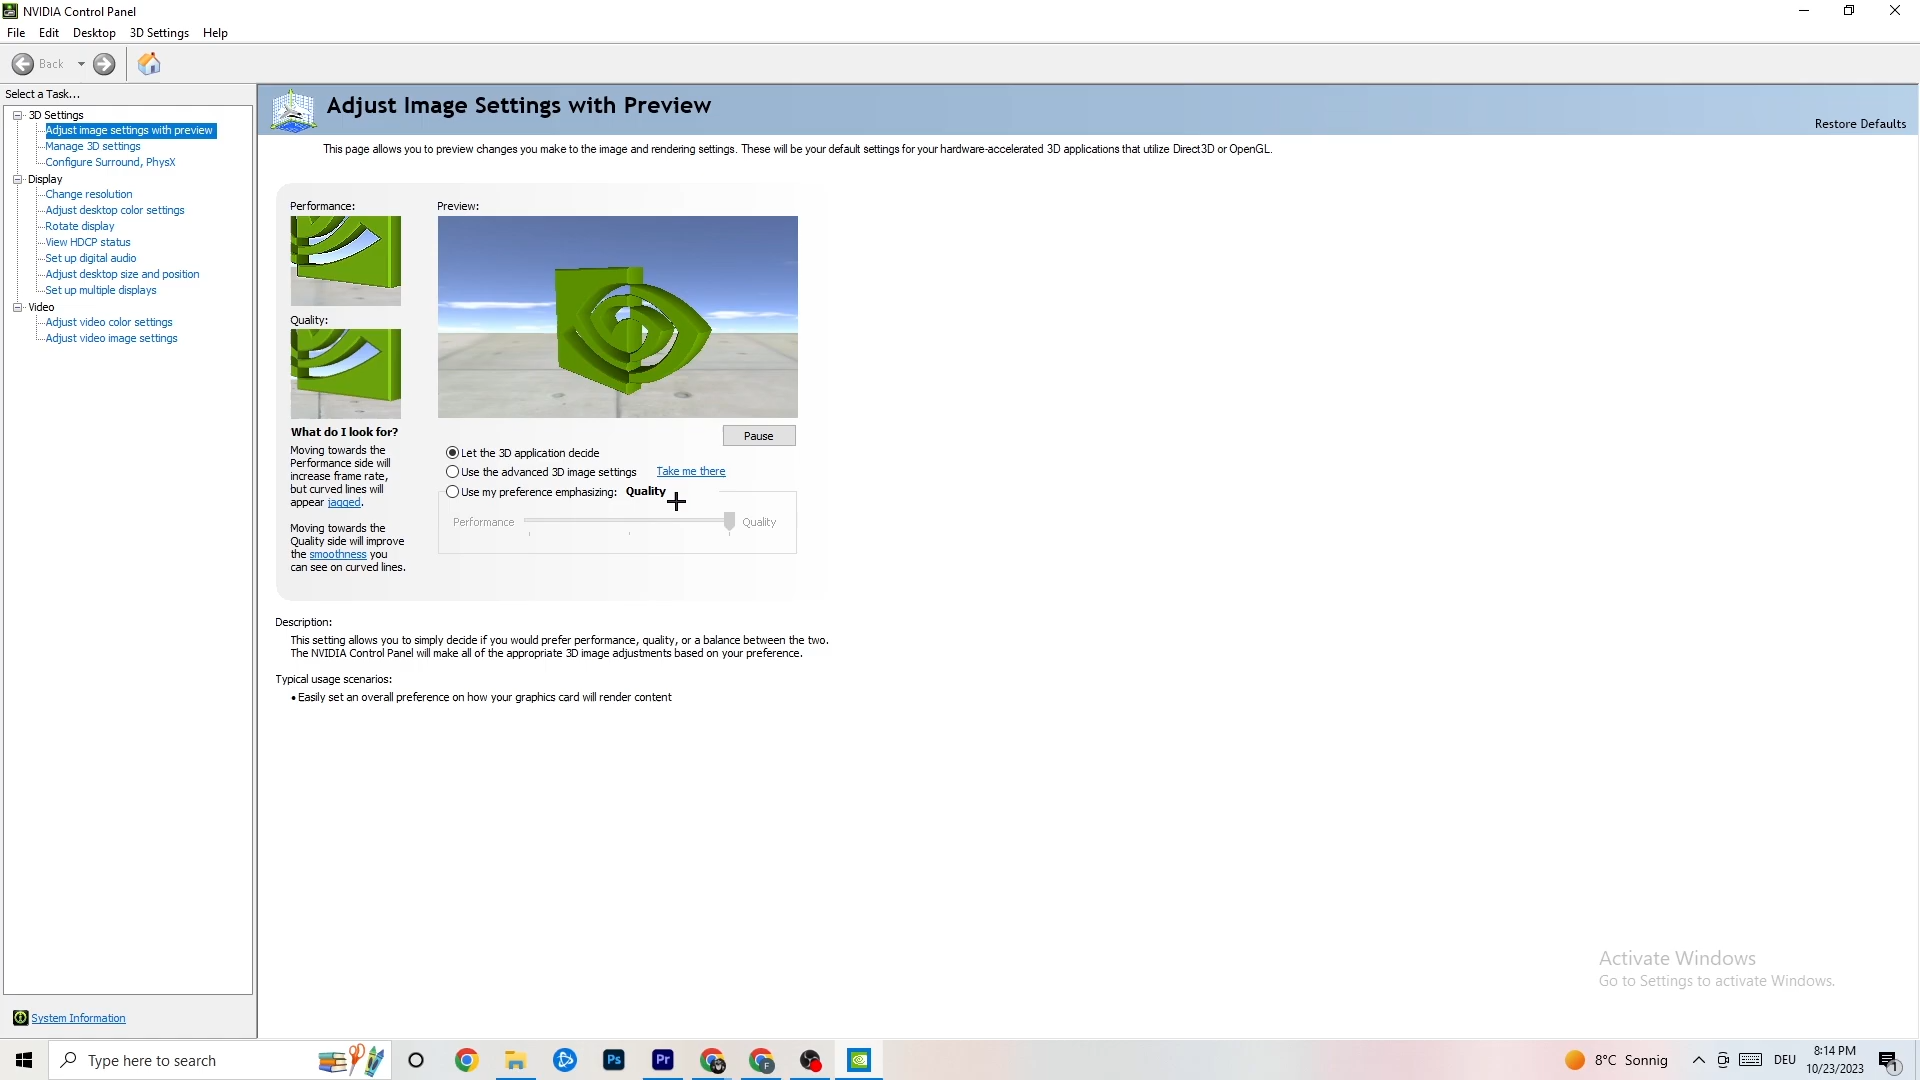 NVIDIA Control Panel
File Edit Desktop 3D Settings Help
Back
Select a Task...
3D Settings
Adjust image settings with preview
Manage 3D settings
Configure Surround, PhysX
Display
Change resolution
Adjust desktop color settings
Rotate display
View HDCP status
Set up digital audio
Adjust desktop size and position
Set up multiple displays
Video
Adjust video color settings
Adjust video image settings
System Information
Adjust Image Settings with Preview
Restore Defaults
This page allows you to preview changes you make to the image and rendering settings. These will be your default settings for your hardware-accelerated 3D applications that utilize Direct3D or OpenGL.
Performance:
Quality:
What do I look for?
Moving towards the
Performance side will
increase frame rate,
but curved lines will
appear jagged.
Moving towards the
Quality side will improve
the smoothness you
can see on curved lines.
Preview:
Pause
Let the 3D application decide
Use the advanced 3D image settings Take me there
Use my preference emphasizing: Quality
Performance Quality
Description:
This setting allows you to simply decide if you would prefer performance, quality, or a balance between the two.
The NVIDIA Control Panel will make all of the appropriate 3D image adjustments based on your preference.
Typical usage scenarios:
• Easily set an overall preference on how your graphics card will render content
Activate Windows
Go to Settings to activate Windows.
Type here to search
Ps
Pr
F
8°C Sonnig
DEU
8:14 PM
10/23/2023
1